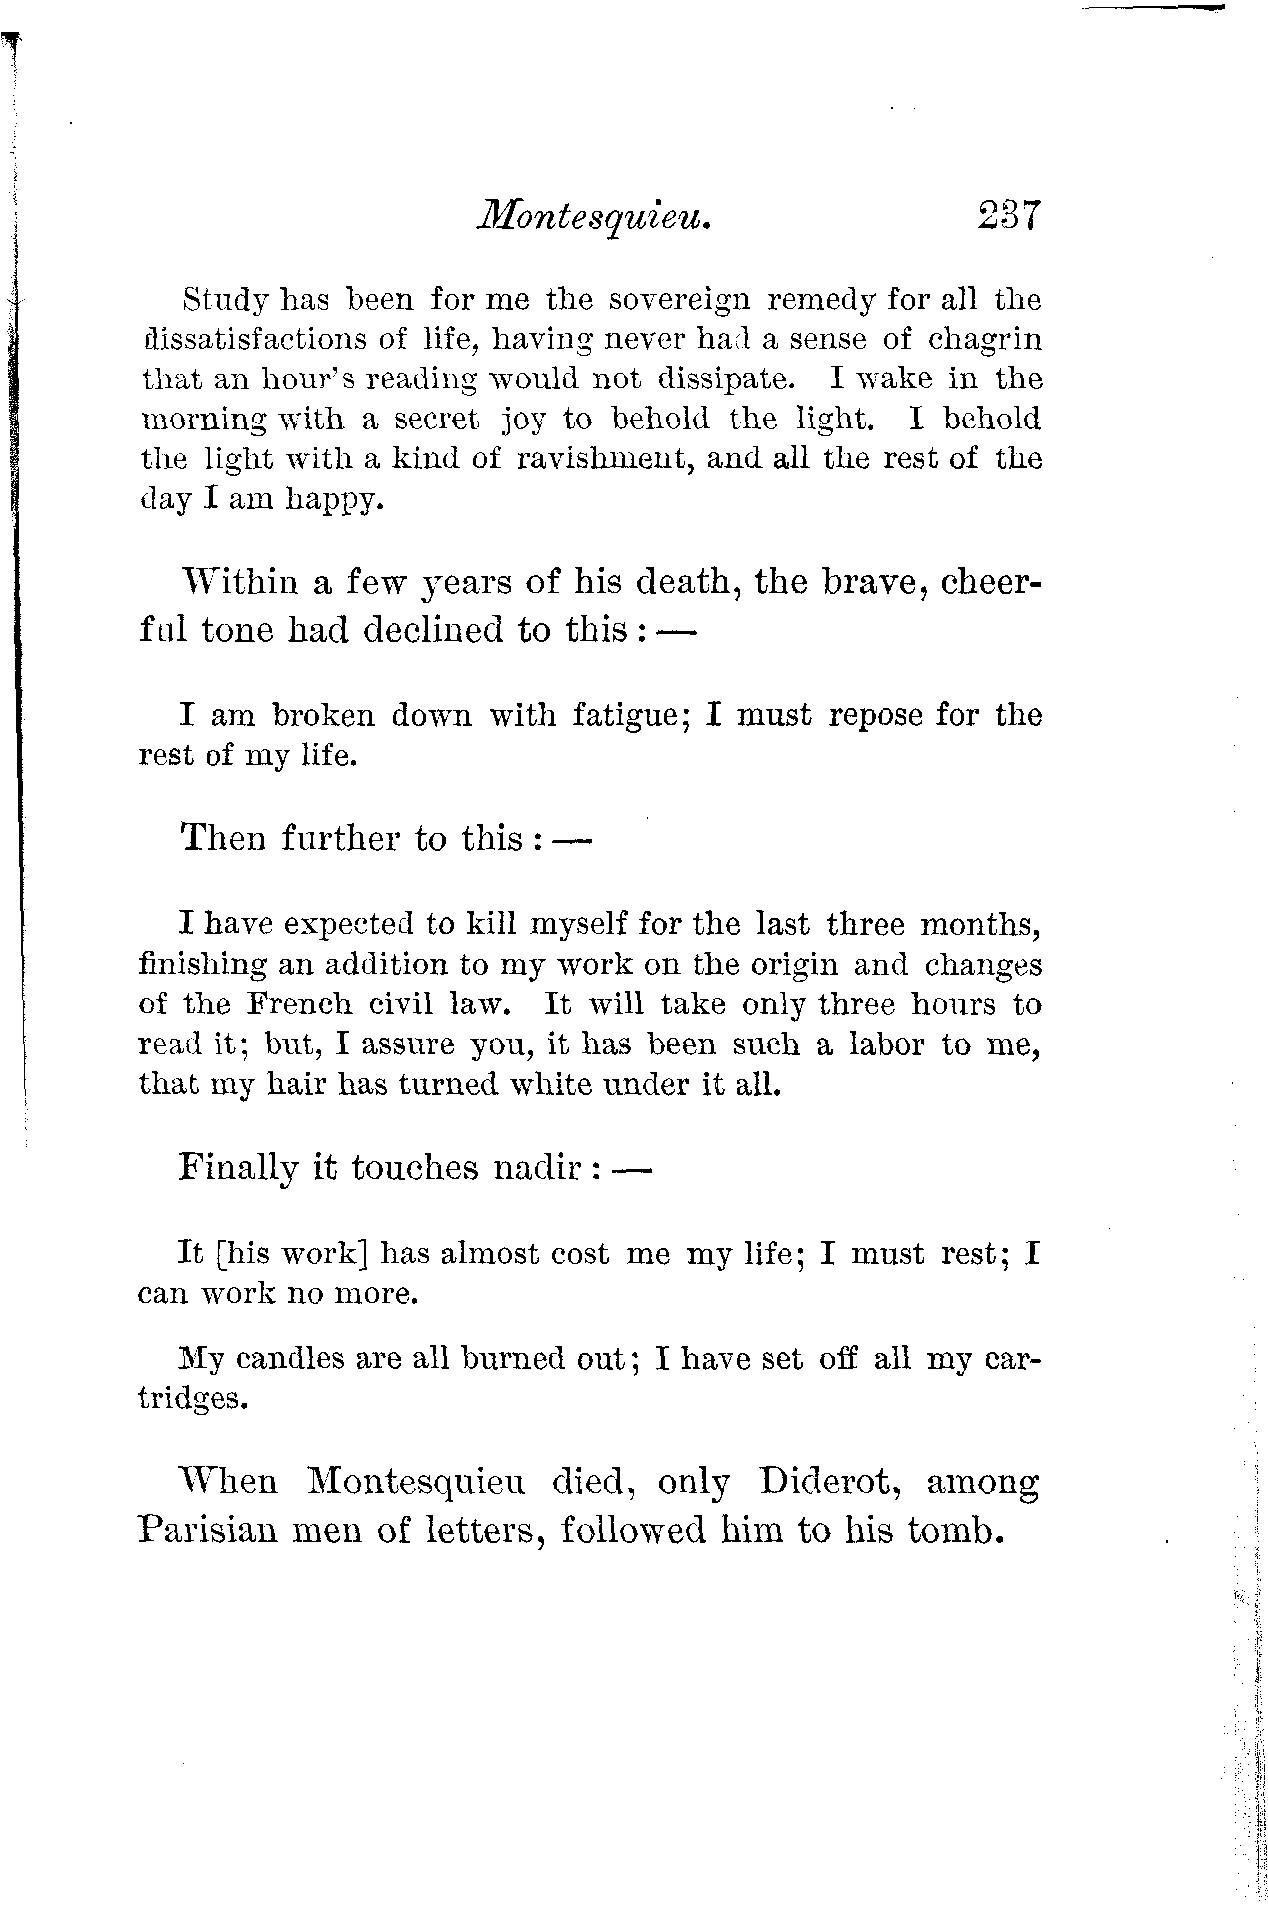 Montesquieu. 237
Study has been for me the sovereign remedy for all the
dissatisfactions of life, having never had a sense of chagrin
that an hour's reading would not dissipate. I wake in the
morning with a secret joy to behold the light. I behold
the light with a kind of ravishment, and all the rest of the
day I am happy.
Within a few years of his death, the brave, cheer-
ful tone had declined to this : —
I am broken down with fatigue; I must repose for the
rest of my life.
Then further to this : —
I have expected to kill myself for the last three months,
finishing an addition to my work on the origin and changes
of the French civil law. It will take only three hours to
read it; but, I assure you, it has been such a labor to me,
that my hair has turned white under it all.
Finally it touches nadir : —
It [his work] has almost cost me my life; I must rest; I
can work no more.
My candles are all burned out; I have set off all my car-
tridges.
When Montesquieu died, only Diderot, among
Parisian men of letters, followed him to his tomb.